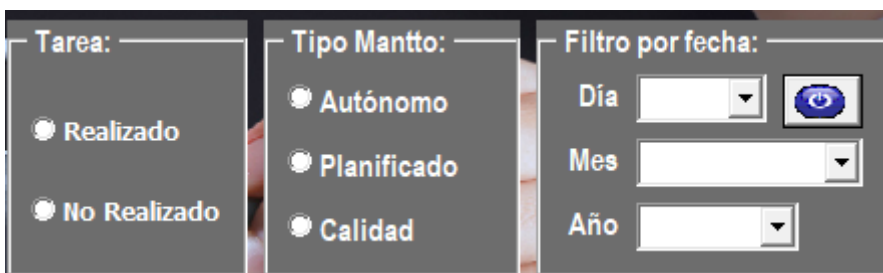 Tarea:
Realizado
No Realizado
Tipo Mantto:
Autónomo
Planificado
Calidad
Filtro por fecha:
Día
Mes
Año